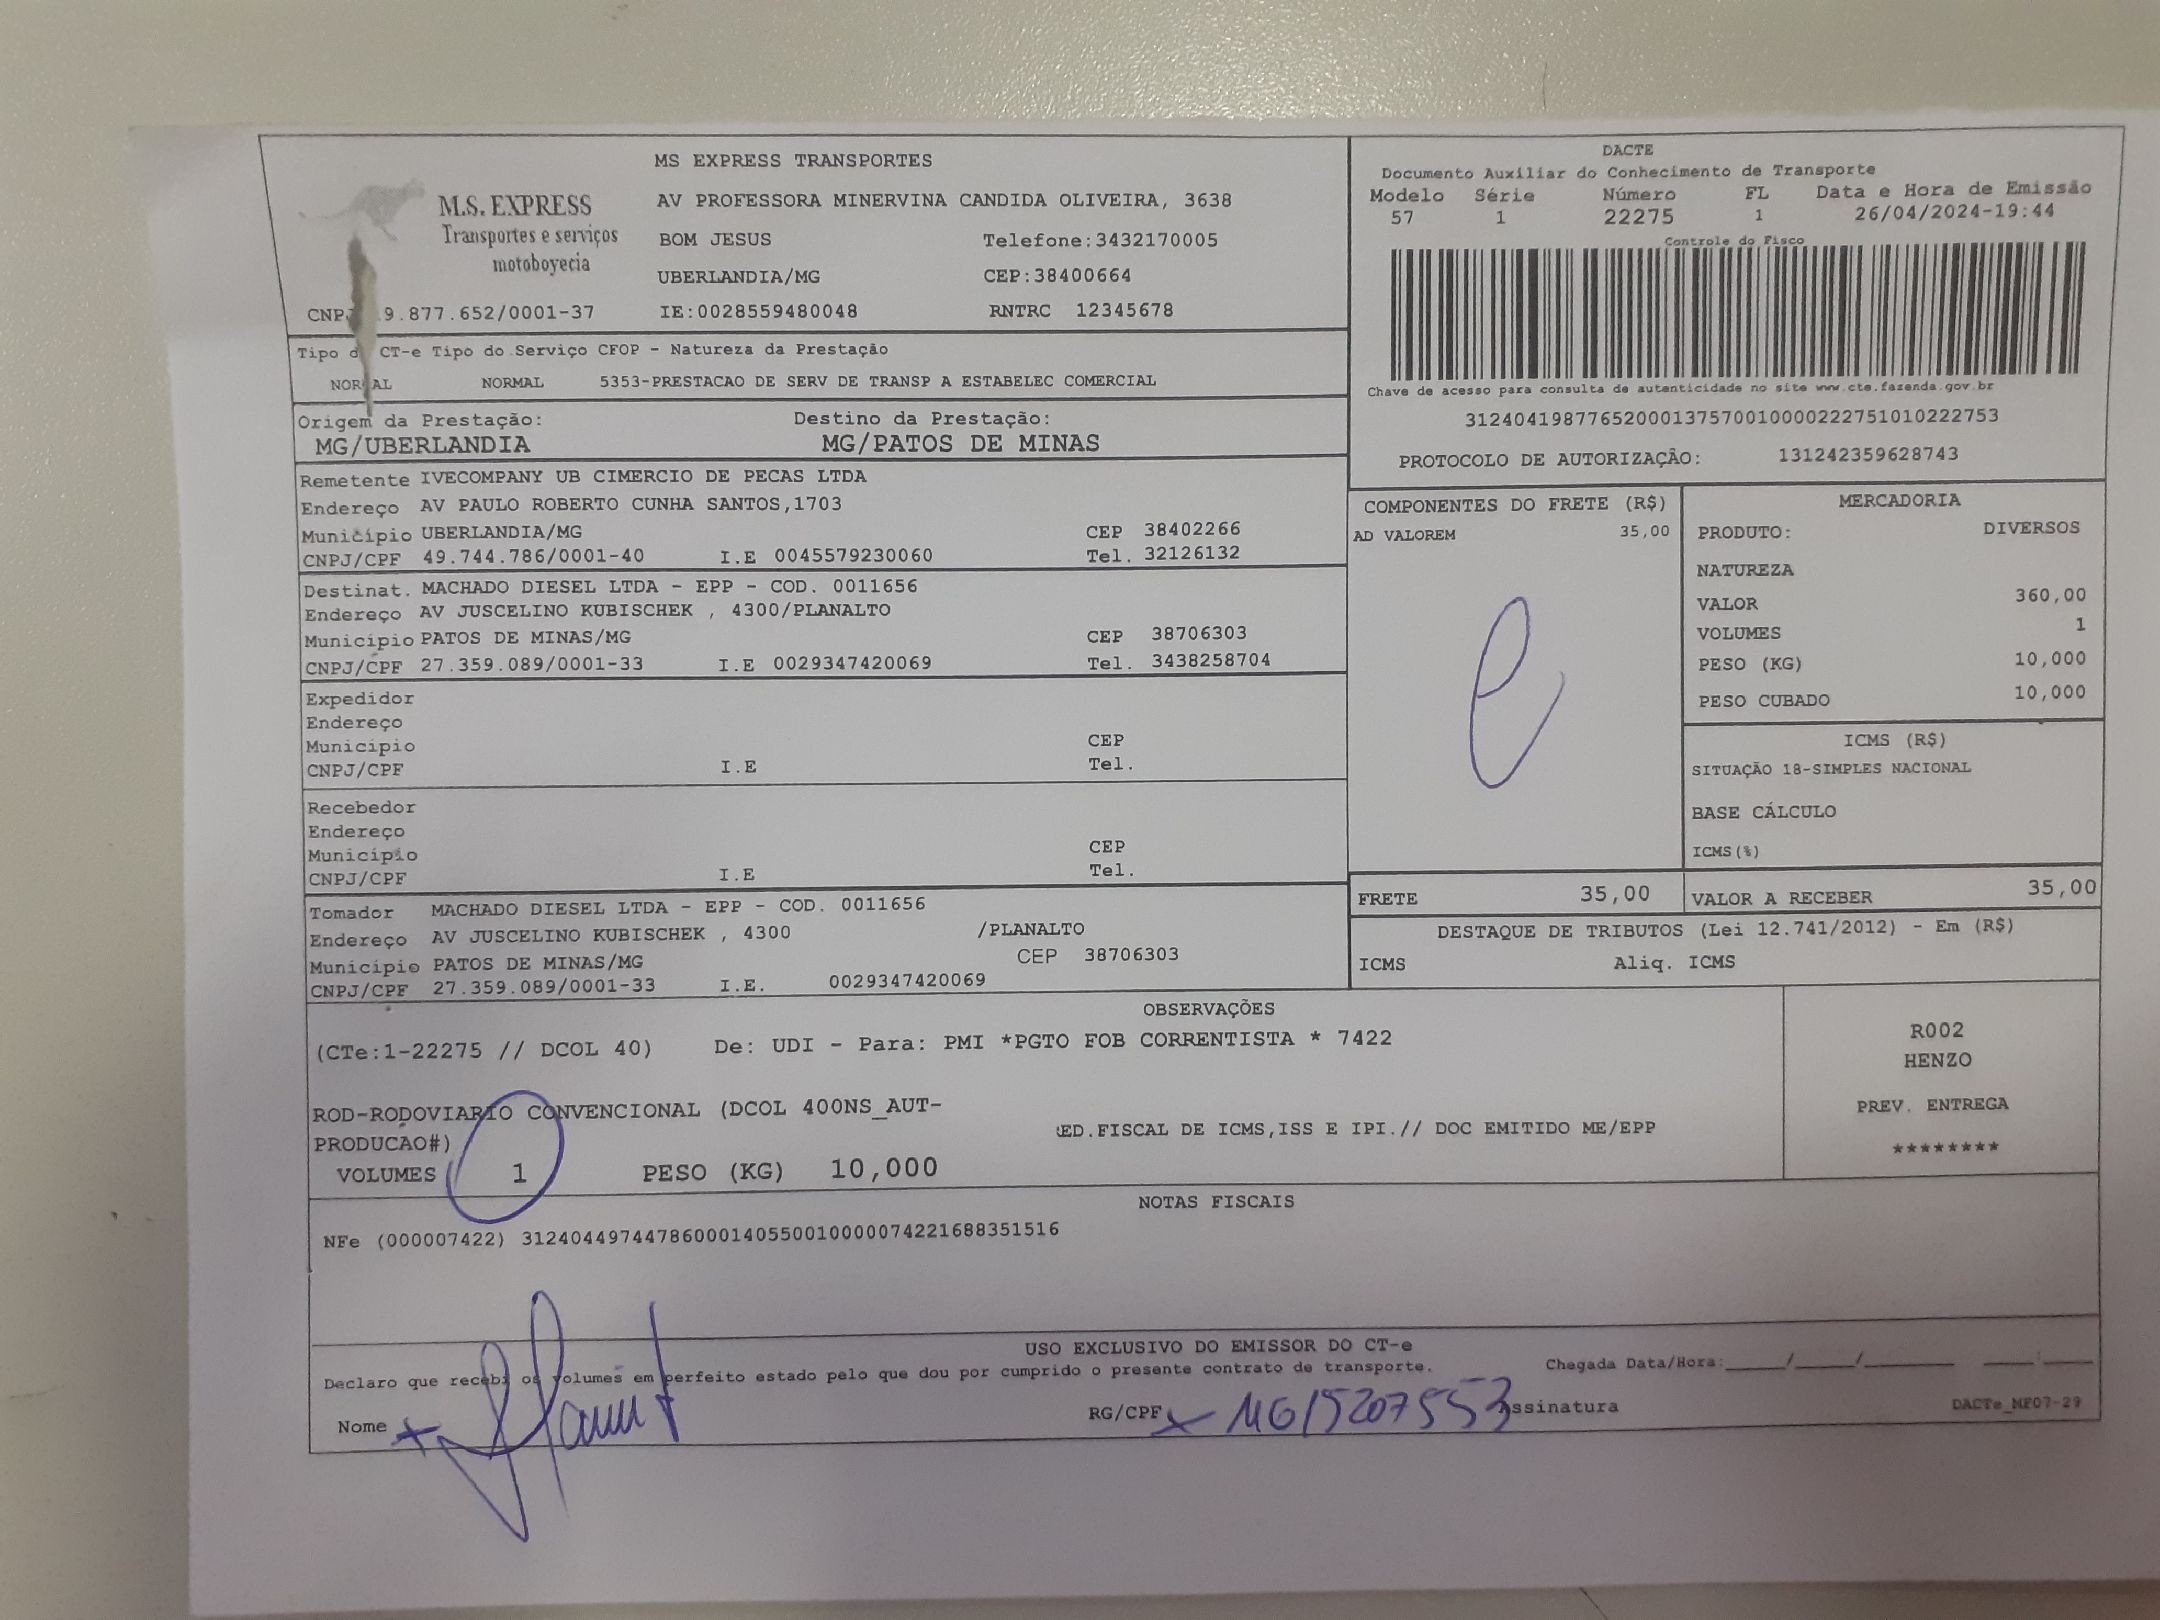 MS EXPRESS TRANSPORTES
M.S. EXPRESS
Transportes e serviços
motoboyecia
AV PROFESSORA MINERVINA CANDIDA OLIVEIRA, 3638
BOM JESUS Telefone:3432170005
UBERLANDIA/MG CEP:38400664
CNPJ 9.877.652/0001-37 IE:0028559480048 RNTRC 12345678
DACTE
Documento Auxiliar do Conhecimento de Transporte
Modelo Série Número FL Data e Hora de Emissão
57 1 22275 1 26/04/2024-19:44
Controle do Fisco
Chave de acesso para consulta de autenticidade no site www.cte.fazenda.gov.br
31240419877652000137570010000222751010222753
PROTOCOLO DE AUTORIZAÇÃO: 131242359628743
Tipo d CT-e Tipo do Serviço CFOP - Natureza da Prestação
NORMAL NORMAL 5353-PRESTACAO DE SERV DE TRANSP A ESTABELEC COMERCIAL
Origem da Prestação: Destino da Prestação:
MG/UBERLANDIA MG/PATOS DE MINAS
Remetente IVECOMPANY UB CIMERCIO DE PECAS LTDA
Endereço AV PAULO ROBERTO CUNHA SANTOS,1703
Município UBERLANDIA/MG CEP 38402266
CNPJ/CPF 49.744.786/0001-40 I.E 0045579230060 Tel. 32126132
Destinat. MACHADO DIESEL LTDA - EPP - COD. 0011656
Endereço AV JUSCELINO KUBISCHEK , 4300/PLANALTO
Município PATOS DE MINAS/MG CEP 38706303
CNPJ/CPF 27.359.089/0001-33 I.E 0029347420069 Tel. 3438258704
Expedidor
Endereço
Município CEP
CNPJ/CPF I.E Tel.
Recebedor
Endereço
Município CEP
CNPJ/CPF I.E Tel.
Tomador MACHADO DIESEL LTDA - EPP - COD. 0011656
Endereço AV JUSCELINO KUBISCHEK , 4300 /PLANALTO
Município PATOS DE MINAS/MG CEP 38706303
CNPJ/CPF 27.359.089/0001-33 I.E. 0029347420069
COMPONENTES DO FRETE (R$)
AD VALOREM 35,00
MERCADORIA
PRODUTO: DIVERSOS
NATUREZA
VALOR 360,00
VOLUMES 1
PESO (KG) 10,000
PESO CUBADO 10,000
ICMS (R$)
SITUAÇÃO 18-SIMPLES NACIONAL
BASE CÁLCULO
ICMS(%)
FRETE 35,00 VALOR A RECEBER 35,00
DESTAQUE DE TRIBUTOS (Lei 12.741/2012) - Em (R$)
ICMS Aliq. ICMS
OBSERVAÇÕES
(CTe:1-22275 // DCOL 40) De: UDI - Para: PMI *PGTO FOB CORRENTISTA * 7422
ROD-RODOVIARIO CONVENCIONAL (DCOL 400NS_AUT-
PRODUCAO#) ED.FISCAL DE ICMS,ISS E IPI.// DOC EMITIDO ME/EPP
VOLUMES 1 PESO (KG) 10,000
R002
HENZO
PREV. ENTREGA
********
NOTAS FISCAIS
NFe (000007422) 31240449744786000140550010000074221688351516
USO EXCLUSIVO DO EMISSOR DO CT-e
Declaro que recebi os volumes em perfeito estado pelo que dou por cumprido o presente contrato de transporte. Chegada Data/Hora:_____/_____/_______ ____:____
Nome RG/CPF x MG15207553 Assinatura DACTe_MF07-29